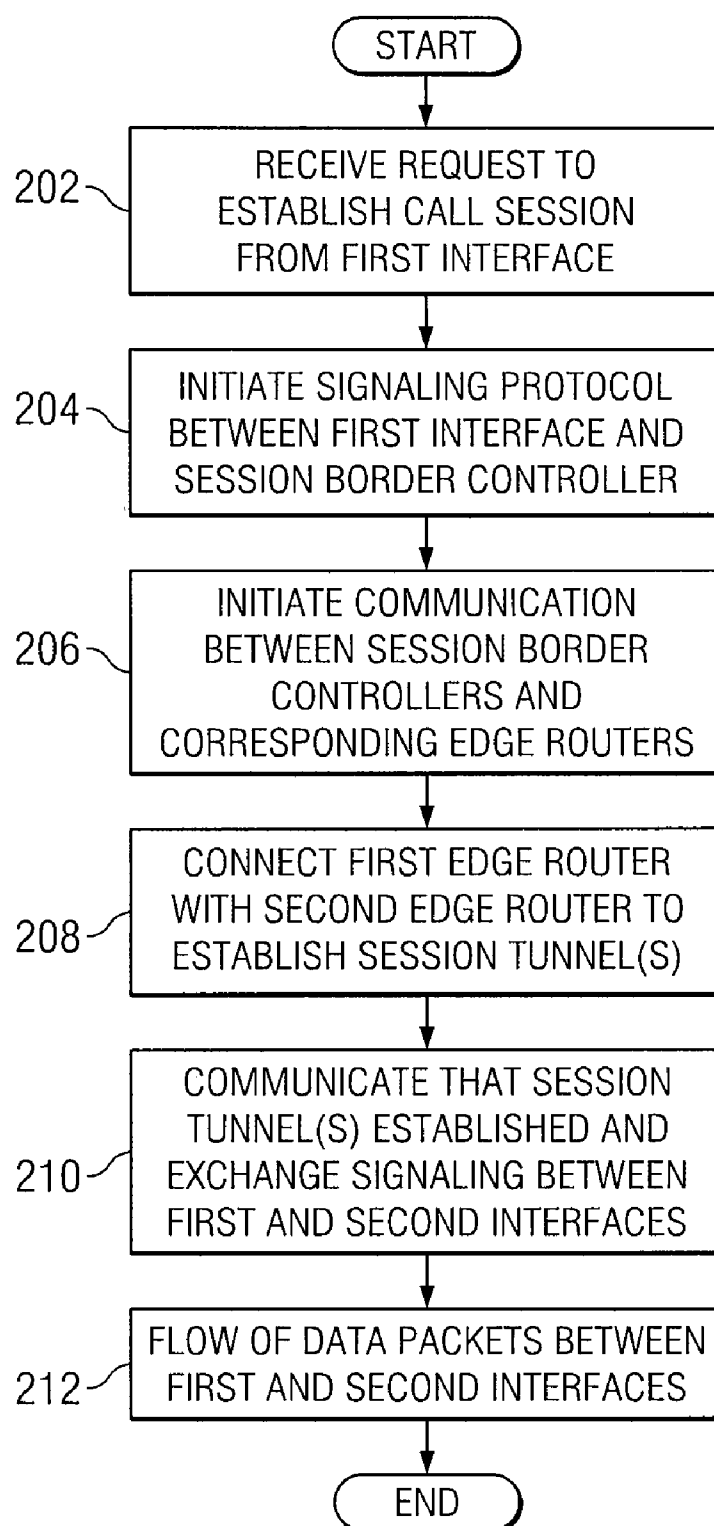 START
202
RECEIVE REQUEST TO
ESTABLISH CALL SESSION
FROM FIRST INTERFACE
204
INITIATE SIGNALING PROTOCOL
BETWEEN FIRST INTERFACE AND
SESSION BORDER CONTROLLER
206
INITIATE COMMUNICATION
BETWEEN SESSION BORDER
CONTROLLERS AND
CORRESPONDING EDGE ROUTERS
208
CONNECT FIRST EDGE ROUTER
WITH SECOND EDGE ROUTER TO
ESTABLISH SESSION TUNNEL(S)
210
COMMUNICATE THAT SESSION
TUNNEL(S) ESTABLISHED AND
EXCHANGE SIGNALING BETWEEN
FIRST AND SECOND INTERFACES
212
FLOW OF DATA PACKETS BETWEEN
FIRST AND SECOND INTERFACES
END